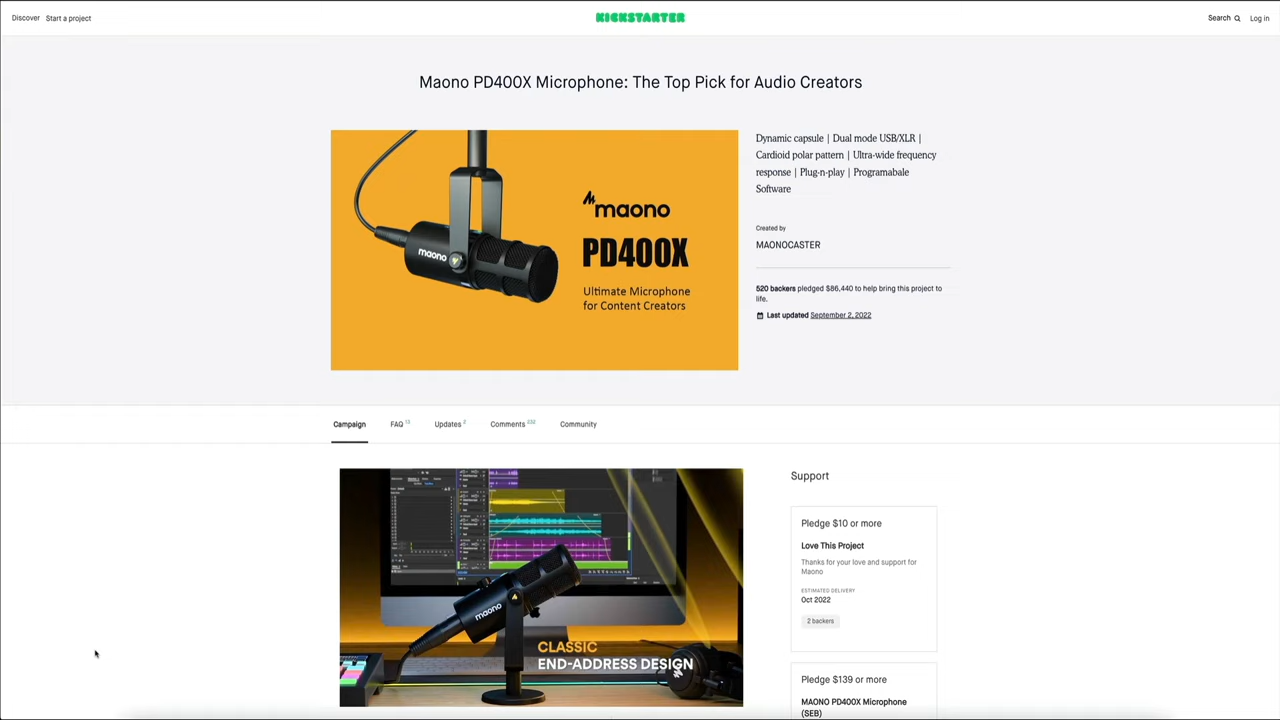 Discover Start a project KICKSTARTER Search Log in
Maono PD400X Microphone: The Top Pick for Audio Creators
maono
maono
PD400X
Ultimate Microphone
for Content Creators
Dynamic capsule | Dual mode USB/XLR |
Cardioid polar pattern | Ultra-wide frequency
response | Plug-n-play | Programabale
Software
Created by
MAONOCASTER
520 backers pledged $86,440 to help bring this project to
life.
Last updated September 2, 2022
Campaign FAQ 13 Updates 2 Comments 232 Community
maono
CLASSIC
END-ADDRESS DESIGN
Support
Pledge $10 or more
Love This Project
Thanks for your love and support for
Maono
ESTIMATED DELIVERY
Oct 2022
2 backers
Pledge $139 or more
MAONO PD400X Microphone
(SEB)